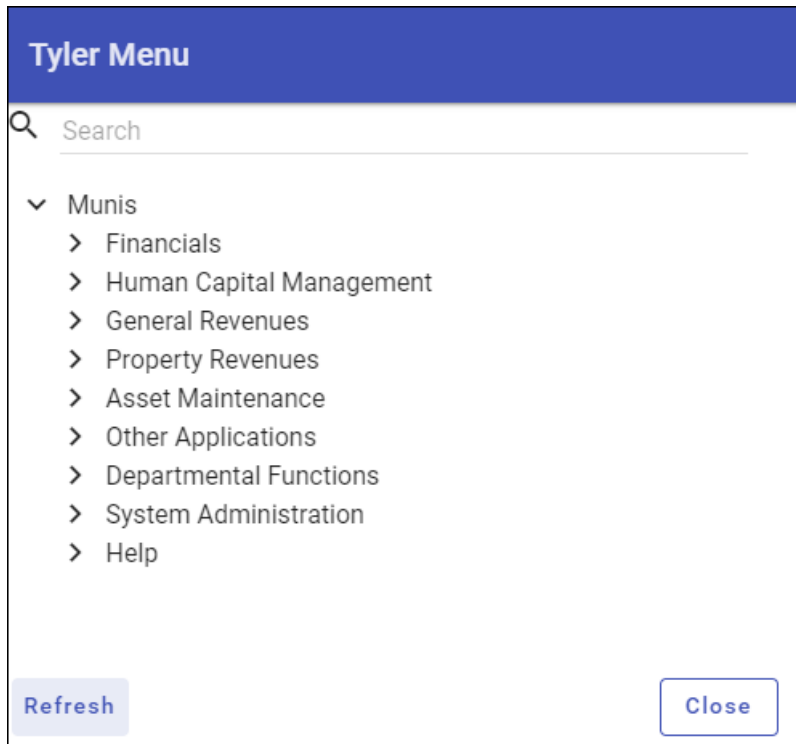 Tyler Menu
Search
Munis
Financials
Human Capital Management
General Revenues
Property Revenues
Asset Maintenance
Other Applications
Departmental Functions
System Administration
Help
Refresh
Close